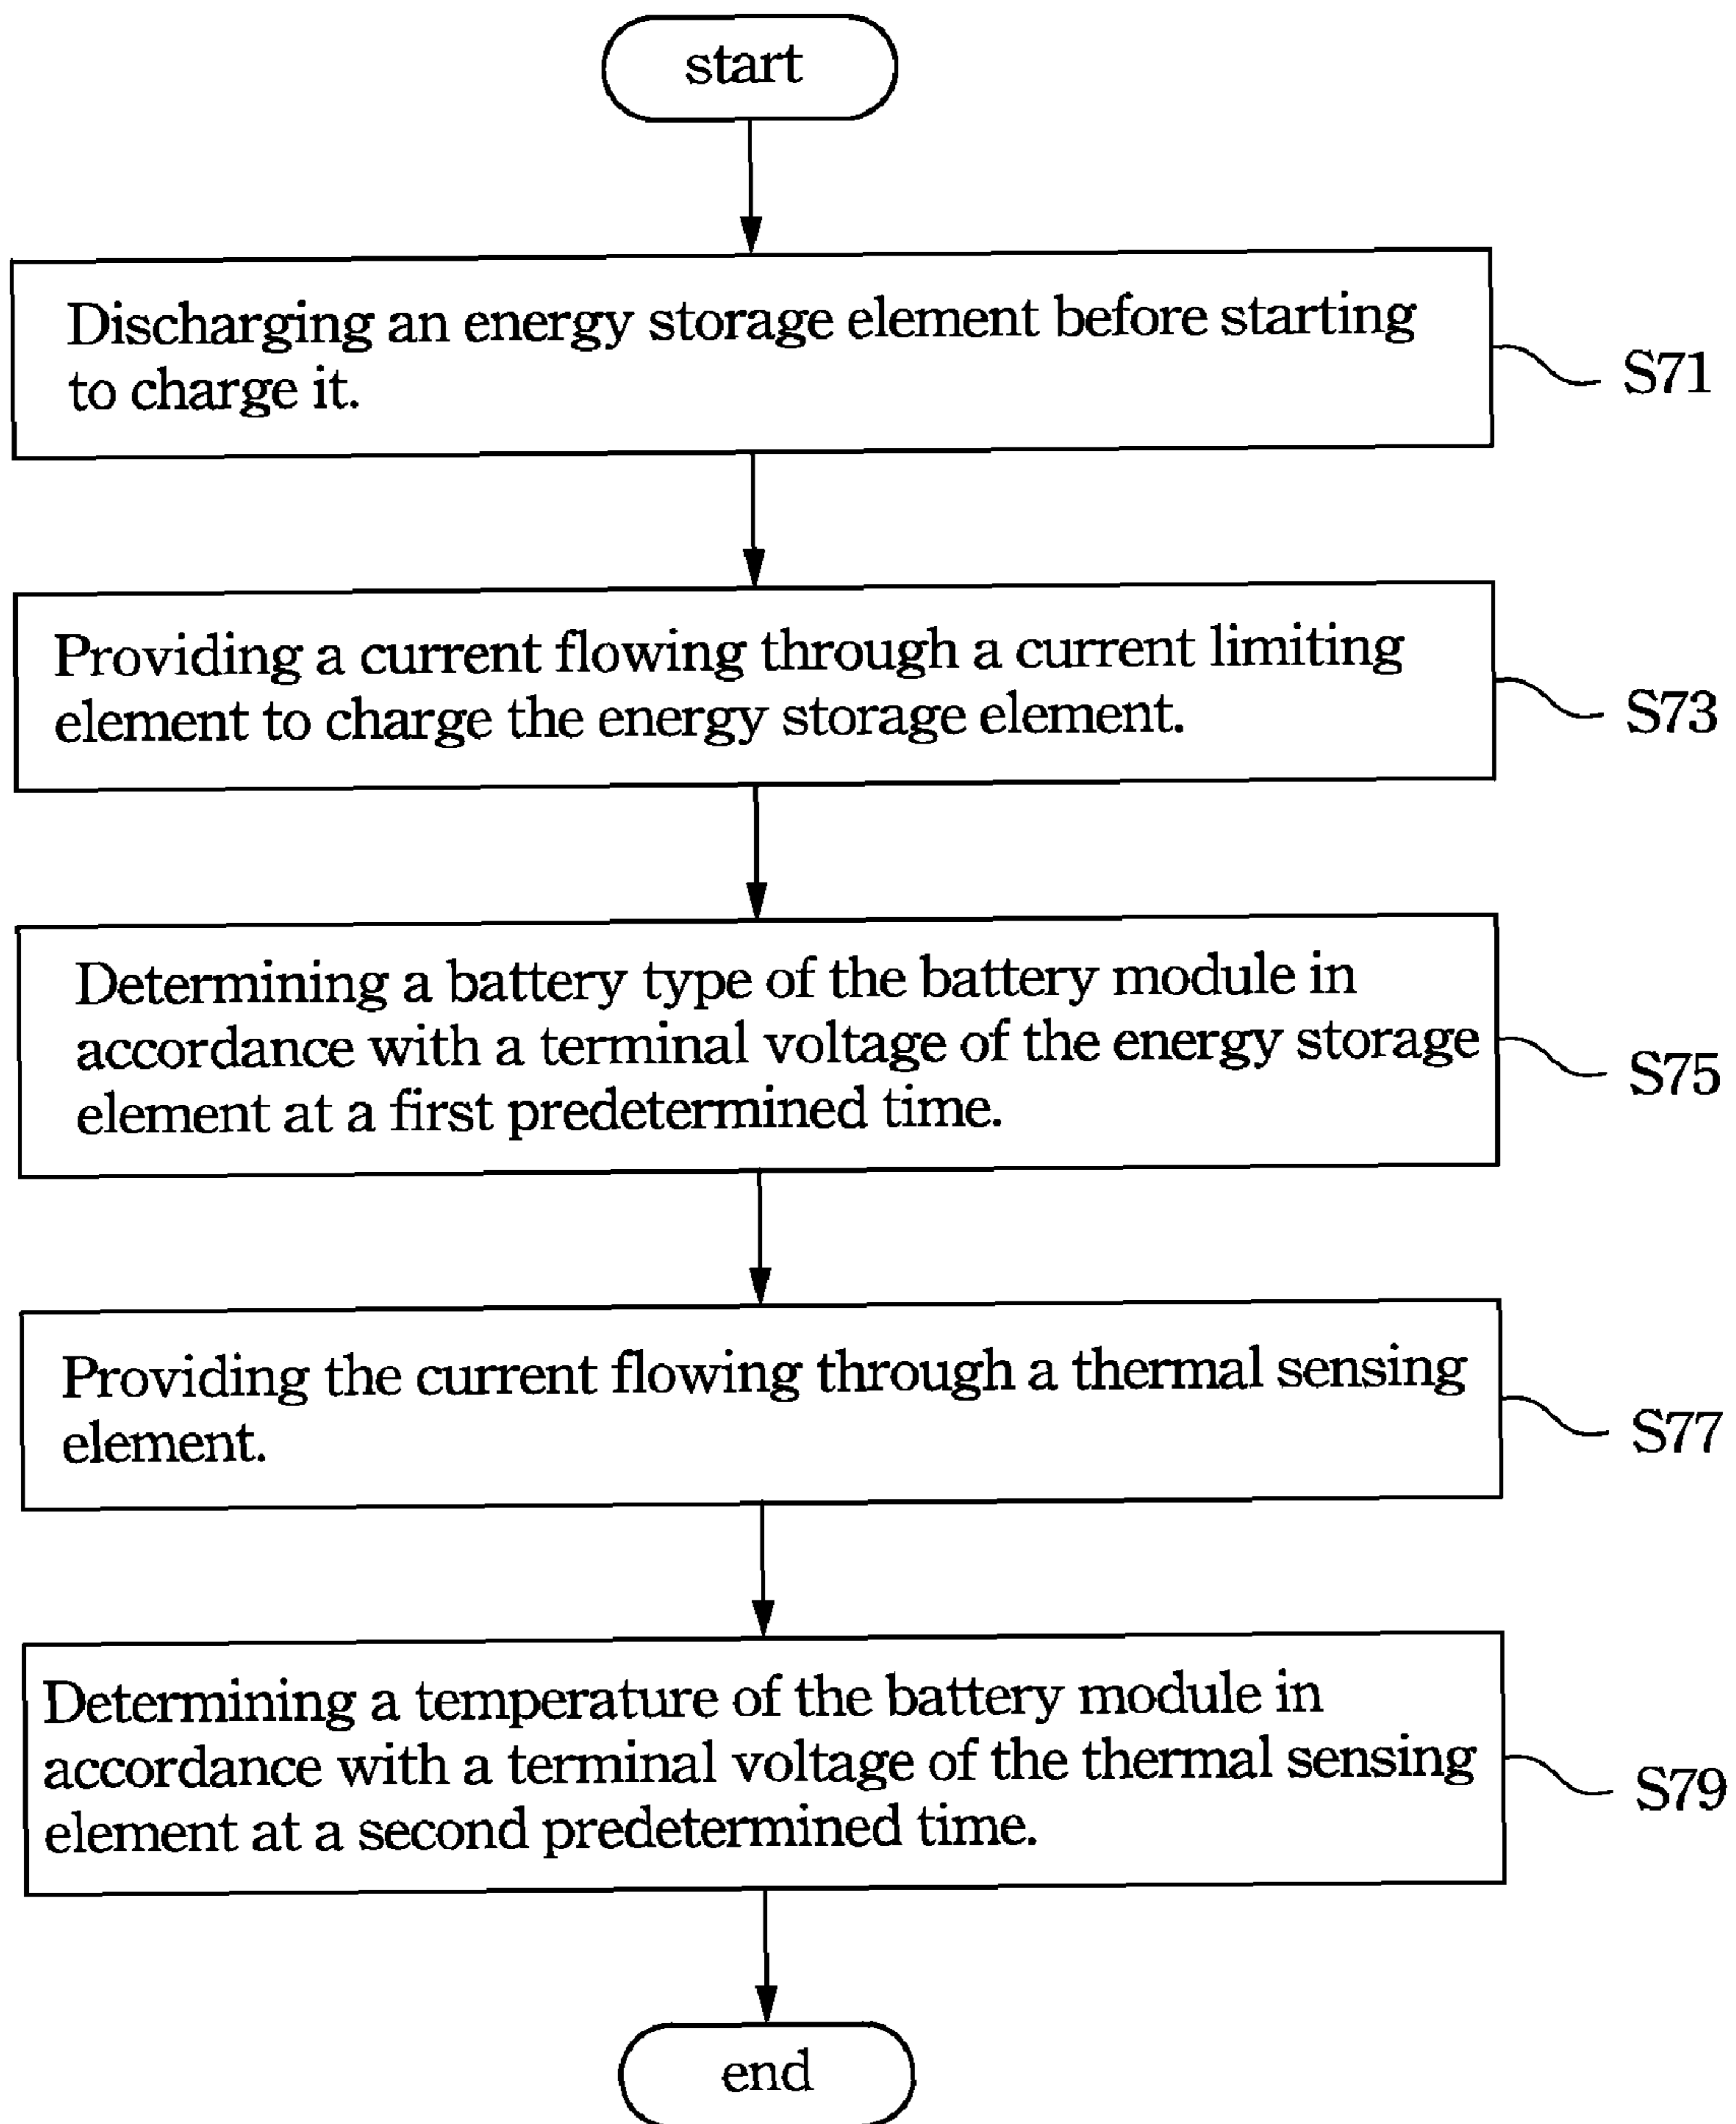 start
Discharging an energy storage element before starting
to charge it.
S71
Providing a current flowing through a current limiting
element to charge the energy storage element.
S73
Determining a battery type of the battery module in
accordance with a terminal voltage of the energy storage
element at a first predetermined time.
S75
Providing the current flowing through a thermal sensing
element.
S77
Determining a temperature of the battery module in
accordance with a terminal voltage of the thermal sensing
element at a second predetermined time.
S79
end